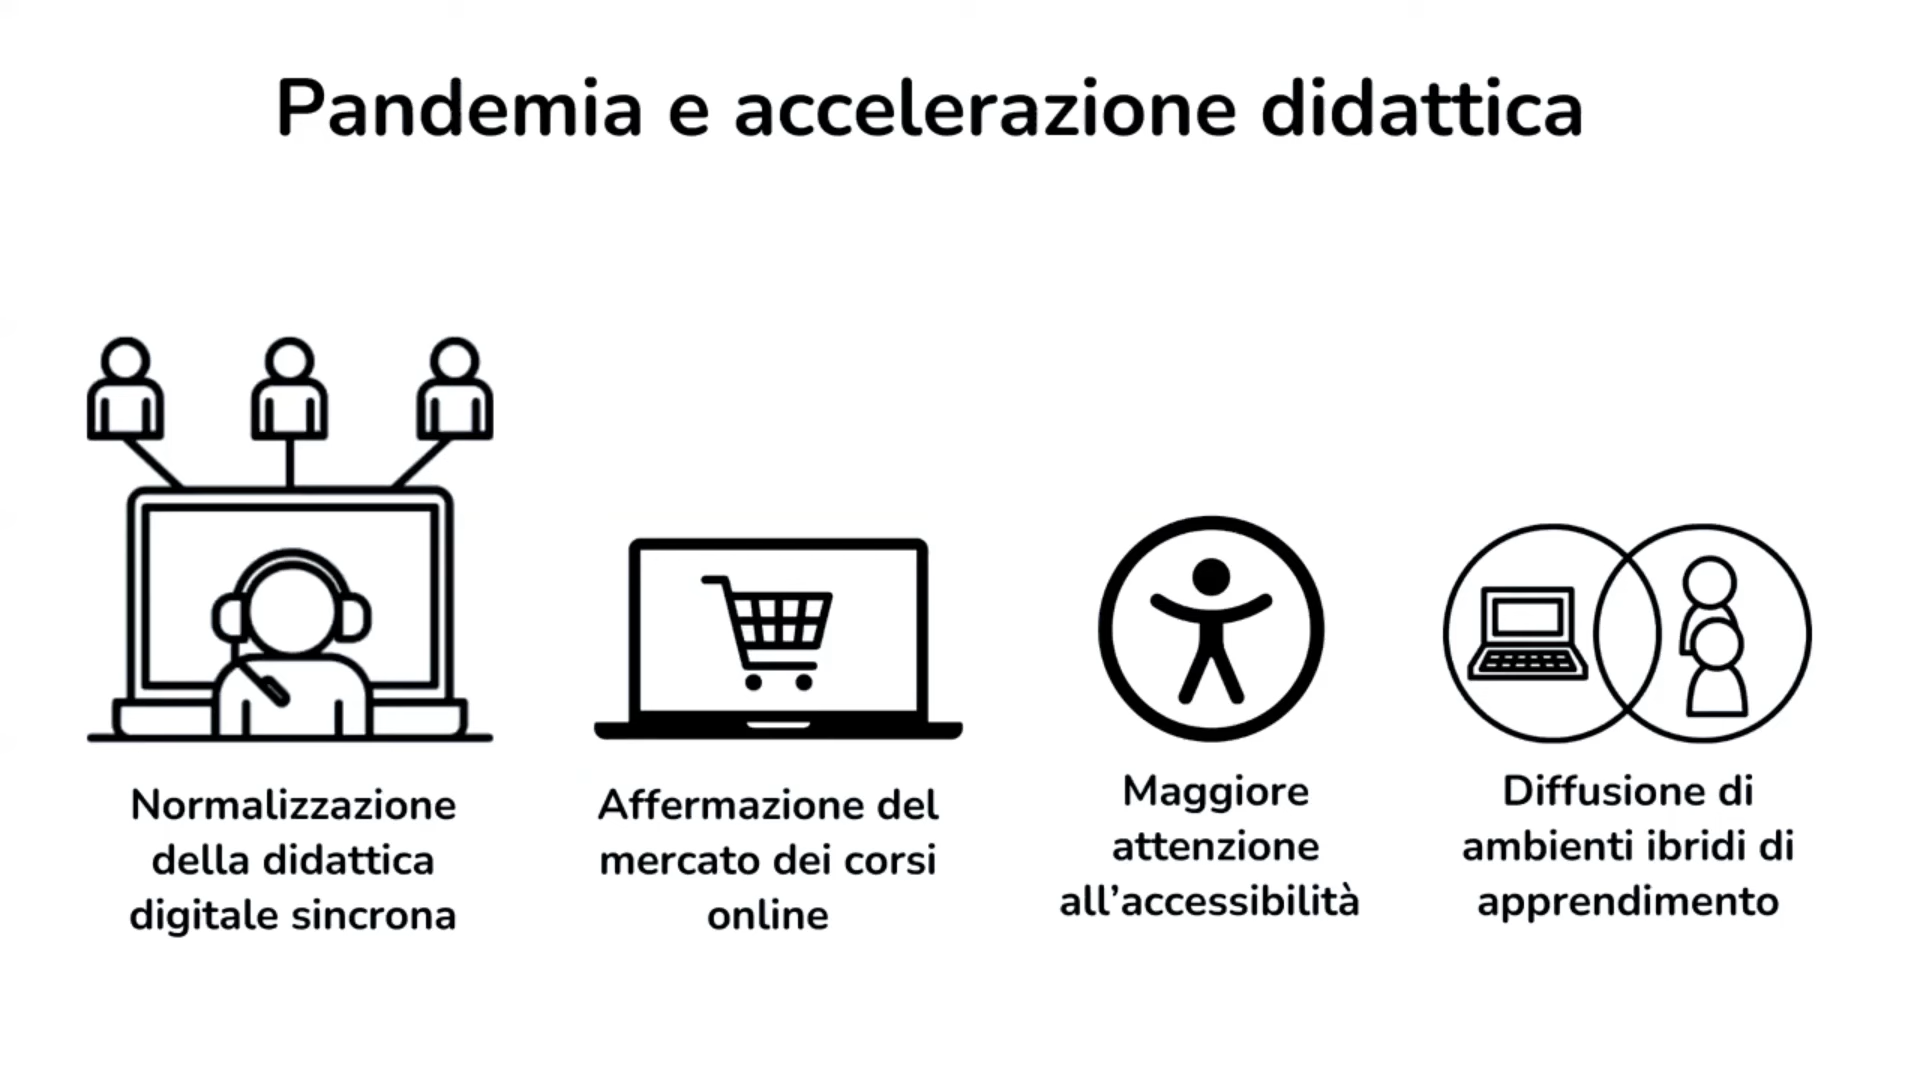 Pandemia e accelerazione didattica
Normalizzazione
della didattica
digitale sincrona
Affermazione del
mercato dei corsi
online
Maggiore
attenzione
all’accessibilità
Diffusione di
ambienti ibridi di
apprendimento